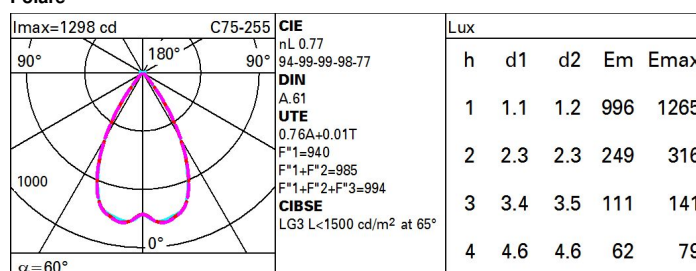 Imax=1298 cd C75-255
90° 180° 90°
1000
0°
α=60°
CIE
nL 0.77
94-99-99-98-77
DIN
A.61
UTE
0.76A+0.01T
F"1=940
F"1+F"2=985
F"1+F"2+F"3=994
CIBSE
LG3 L<1500 cd/m² at 65°
Lux
h d1 d2 Em Emax
1 1.1 1.2 996 1265
2 2.3 2.3 249 316
3 3.4 3.5 111 141
4 4.6 4.6 62 79